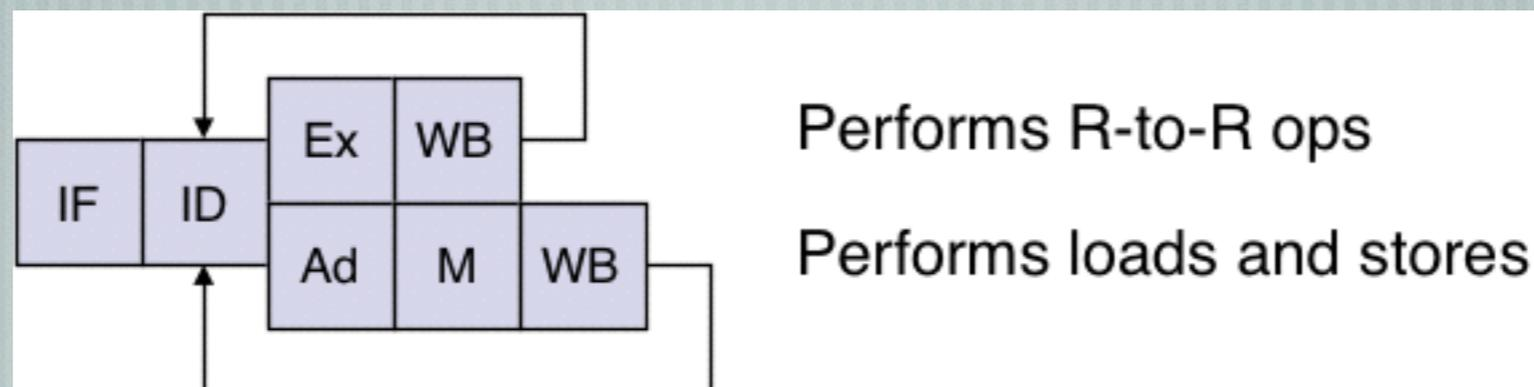 Ex WB
Performs R-to-R ops
IF ID
Ad M WB
Performs loads and stores